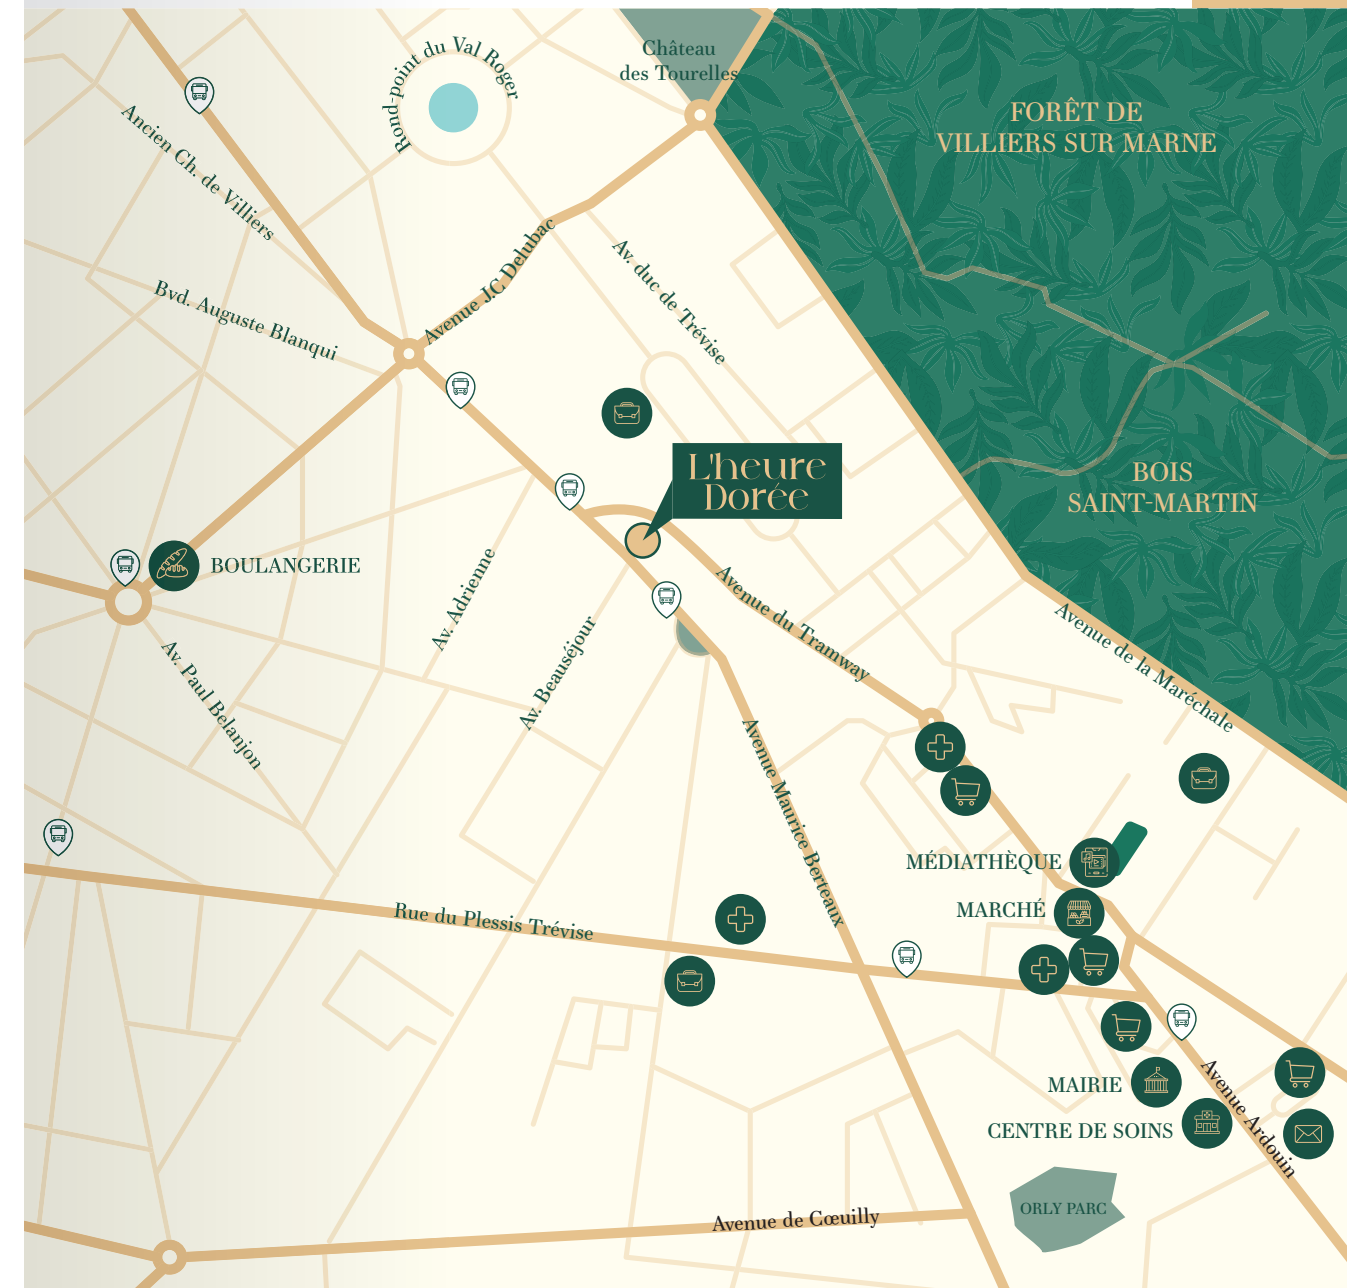 Château
des Tourelles
Rond-point du Val Roger
FORÊT DE
VILLIERS SUR MARNE
Ancien Ch. de Villiers
Avenue J.C. Delubac
Av. duc de Trévise
Bvd. Auguste Blanqui
L'heure
Dorée
BOIS
SAINT-MARTIN
BOULANGERIE
Av. Adrienne
Avenue du Tramway
Avenue de la Maréchale
Av. Beauséjour
Av. Paul Belanjon
Avenue Maurice Berteaux
MÉDIATHÈQUE
MARCHÉ
Rue du Plessis Trévise
MAIRIE
Avenue Ardouin
CENTRE DE SOINS
ORLY PARC
Avenue de Cœuilly